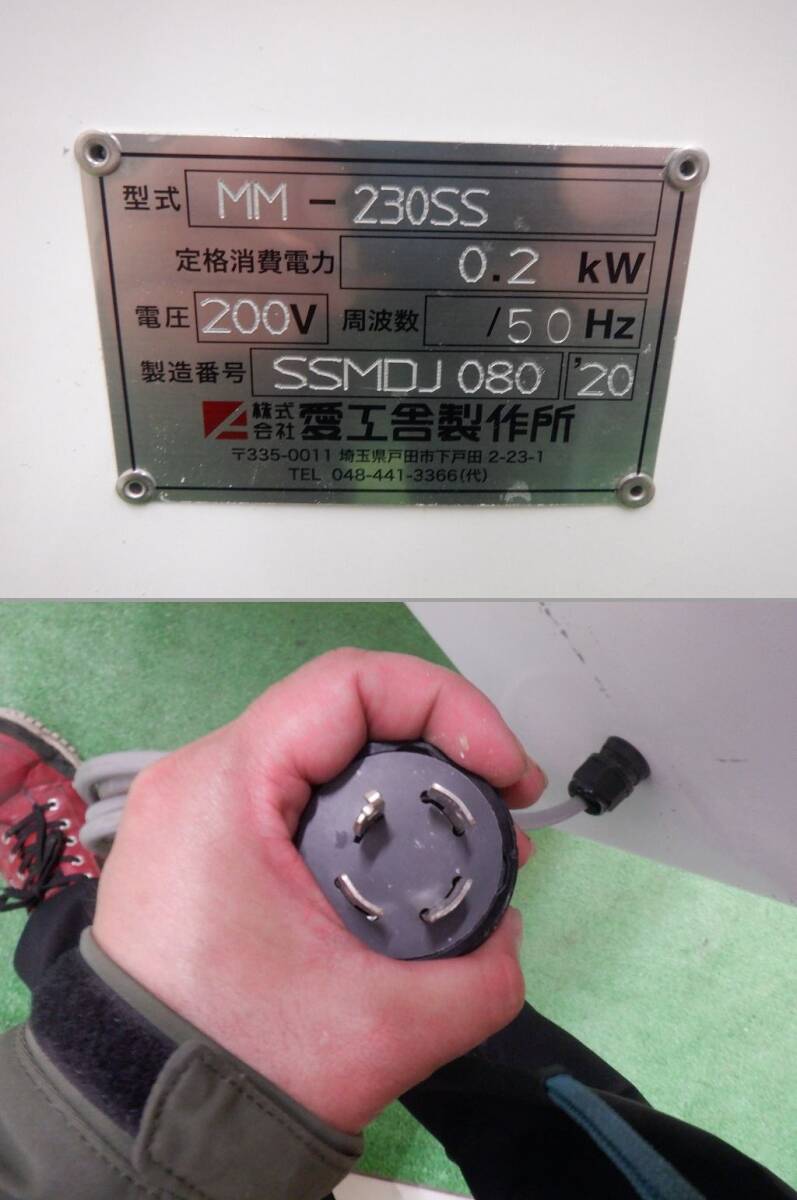 型式 MM-230SS
定格消費電力 0.2 kW
電圧 200V 周波数 /50 Hz
製造番号 SSMDJ 080 '20
株式会社 愛工舎製作所
〒335-0011 埼玉県戸田市下戸田 2-23-1
TEL 048-441-3366(代)